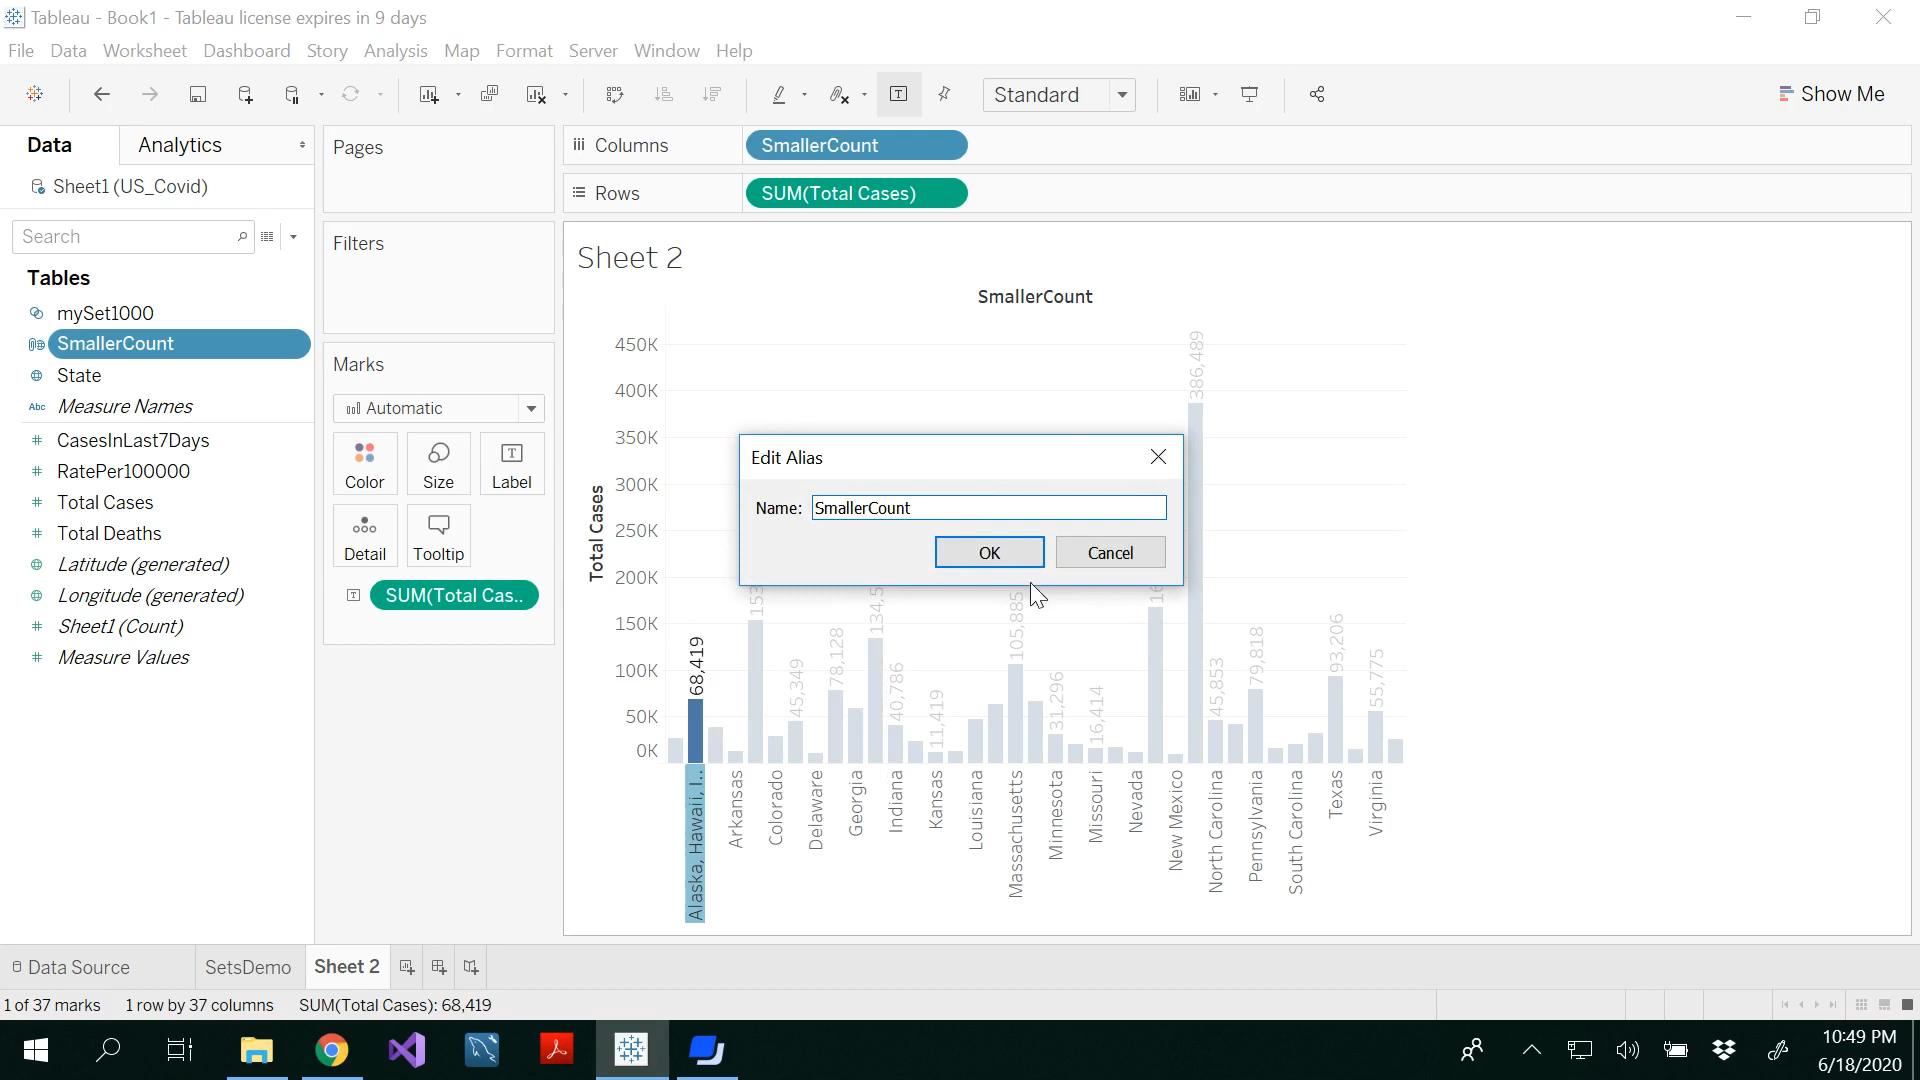 Tableau - Book1 - Tableau license expires in 9 days
File Data Worksheet Dashboard Story Analysis Map Format Server Window Help
Standard
Show Me
Data
Analytics
Sheet1 (US_Covid)
Search
Tables
mySet1000
SmallerCount
State
Abc Measure Names
# CasesInLast7Days
# RatePer100000
# Total Cases
# Total Deaths
Latitude (generated)
Longitude (generated)
# Sheet1 (Count)
# Measure Values
Pages
Filters
Marks
Automatic
Color
Size
Label
Detail
Tooltip
SUM(Total Cas..
Columns
SmallerCount
Rows
SUM(Total Cases)
Sheet 2
SmallerCount
Total Cases
450K
400K
350K
300K
250K
200K
150K
100K
50K
0K
68,419
153
45,349
78,128
134,5
40,786
11,419
105,885
31,296
16,414
16
386,489
45,853
79,818
93,206
55,775
Alaska, Hawaii, I..
Arkansas
Colorado
Delaware
Georgia
Indiana
Kansas
Louisiana
Massachusetts
Minnesota
Missouri
Nevada
New Mexico
North Carolina
Pennsylvania
South Carolina
Texas
Virginia
Edit Alias
Name: SmallerCount
OK
Cancel
Data Source
SetsDemo
Sheet 2
1 of 37 marks 1 row by 37 columns SUM(Total Cases): 68,419
10:49 PM
6/18/2020